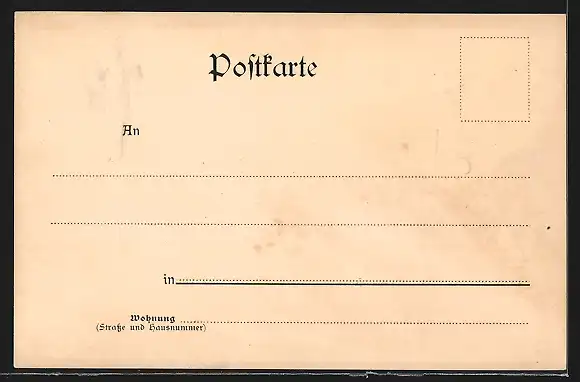 Poſtkarte
An
in
Wohnung
(Straße und Hausnummer)